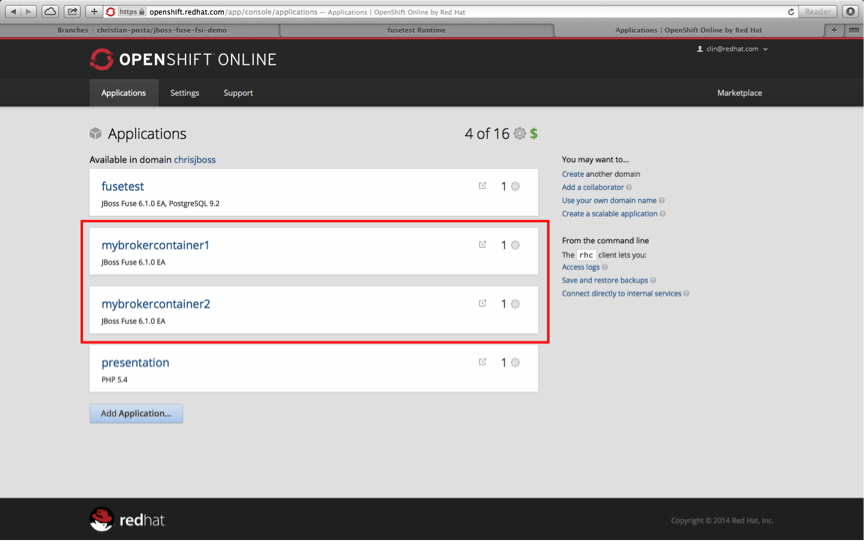 https openshift.redhat.com/app/console/applications — Applications | OpenShift Online by Red Hat
Reader
Branches · christian-posta/jboss-fuse-fsi-demo
fusetest Runtime
Applications | OpenShift Online by Red Hat
OPENSHIFT ONLINE
clin@redhat.com
Applications
Settings
Support
Marketplace
Applications
4 of 16 $
Available in domain chrisjboss
fusetest
1
JBoss Fuse 6.1.0 EA, PostgreSQL 9.2
mybrokercontainer1
1
JBoss Fuse 6.1.0 EA
mybrokercontainer2
1
JBoss Fuse 6.1.0 EA
presentation
1
PHP 5.4
Add Application...
You may want to...
Create another domain
Add a collaborator
Use your own domain name
Create a scalable application
From the command line
The rhc client lets you:
Access logs
Save and restore backups
Connect directly to internal services
redhat
Copyright © 2014 Red Hat, Inc.